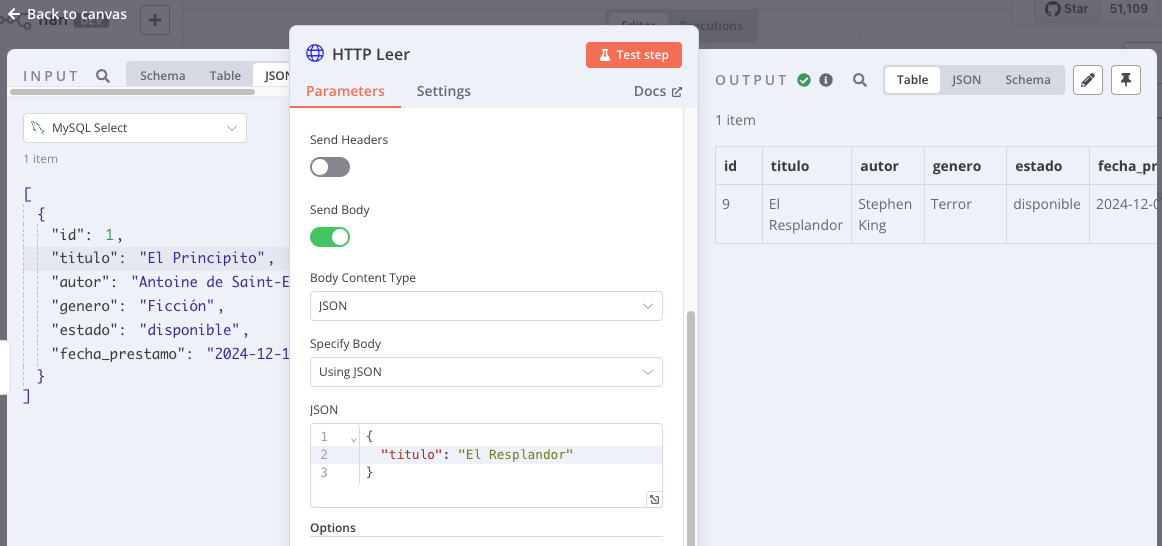 Back to canvas
Star 51,109
Editor Executions
INPUT Schema Table JSON
MySQL Select
1 item
[
{
"id": 1,
"titulo": "El Principito",
"autor": "Antoine de Saint-E
"genero": "Ficción",
"estado": "disponible",
"fecha_prestamo": "2024-12-1
}
]
HTTP Leer
Test step
Parameters Settings Docs
Send Headers
Send Body
Body Content Type
JSON
Specify Body
Using JSON
JSON
1 {
2 "titulo": "El Resplandor"
3 }
Options
OUTPUT Table JSON Schema
1 item
id titulo autor genero estado fecha_pr
9 El Resplandor Stephen King Terror disponible 2024-12-0